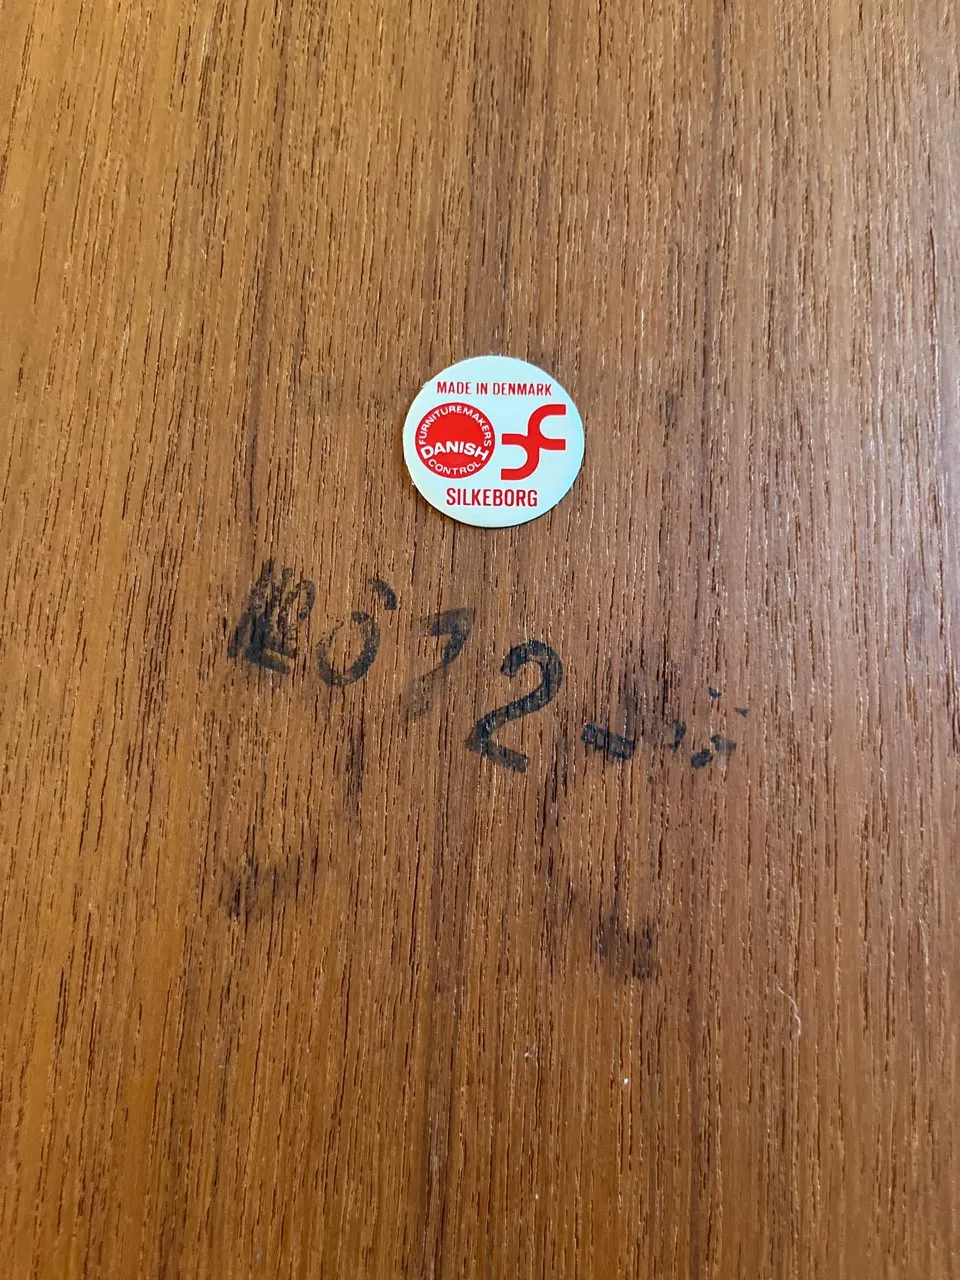 MADE IN DENMARK
FURNITUREMAKERS
DANISH
CONTROL
SILKEBORG